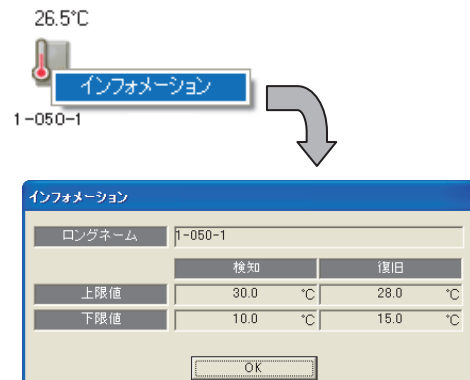 26.5°C
インフォメーション
1-050-1
インフォメーション
ロングネーム 1-050-1
検知 復旧
上限値 30.0 °C 28.0 °C
下限値 10.0 °C 15.0 °C
OK